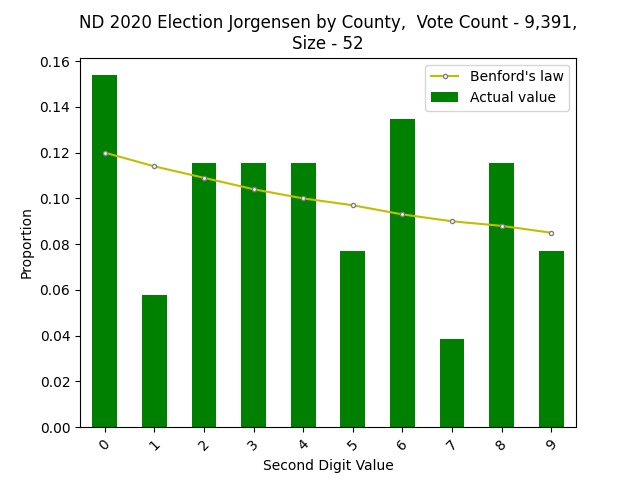 ND 2020 Election Jorgensen by County,  Vote Count - 9,391,
Size - 52
Benford's law
Actual value
0.16
0.14
0.12
0.10
0.08
0.06
0.04
0.02
0.00
Proportion
0 1 2 3 4 5 6 7 8 9
Second Digit Value